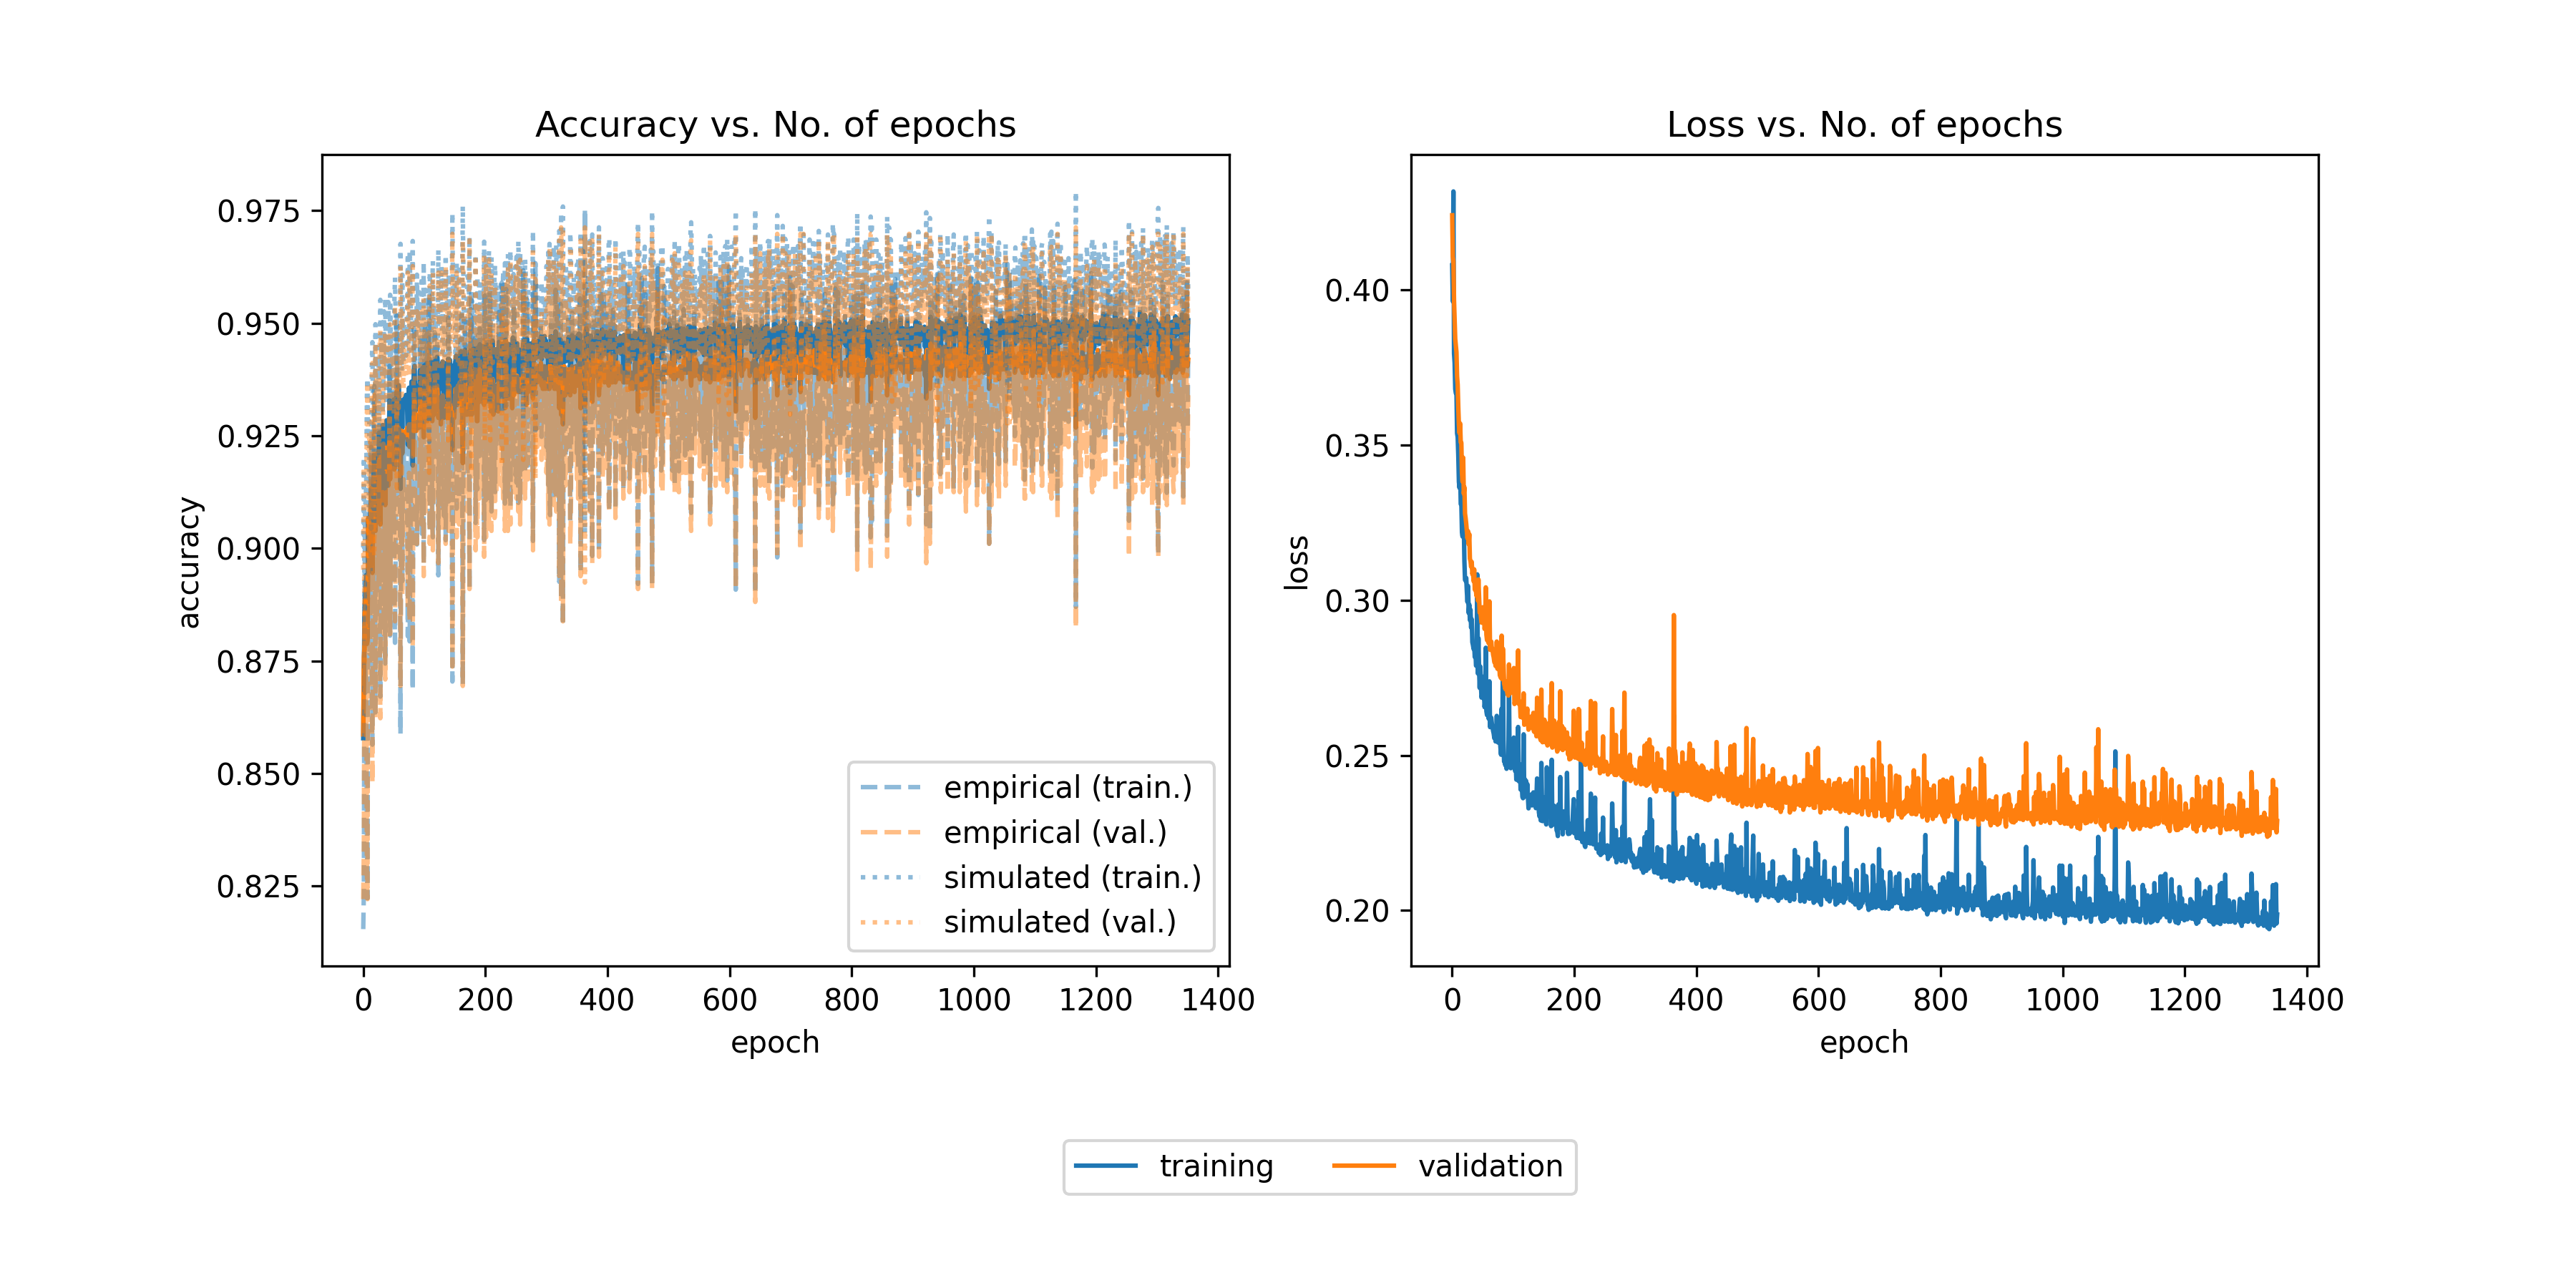 Accuracy vs. No. of epochs
accuracy
0.975
0.950
0.925
0.900
0.875
0.850
0.825
0 200 400 600 800 1000 1200 1400
epoch
empirical (train.)
empirical (val.)
simulated (train.)
simulated (val.)
Loss vs. No. of epochs
loss
0.40
0.35
0.30
0.25
0.20
0 200 400 600 800 1000 1200 1400
epoch
training validation